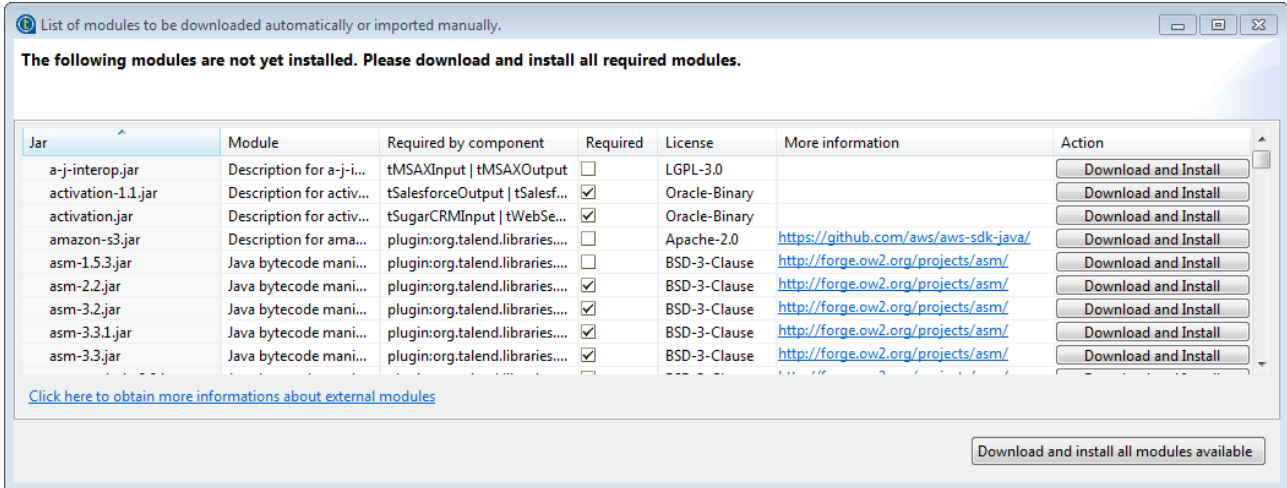 List of modules to be downloaded automatically or imported manually.
The following modules are not yet installed. Please download and install all required modules.
Jar Module Required by component Required License More information Action
a-j-interop.jar Description for a-j-i... tMSAXInput | tMSAXOutput LGPL-3.0 Download and Install
activation-1.1.jar Description for activ... tSalesforceOutput | tSalesf... Oracle-Binary Download and Install
activation.jar Description for activ... tSugarCRMInput | tWebSe... Oracle-Binary Download and Install
amazon-s3.jar Description for ama... plugin:org.talend.libraries.... Apache-2.0 https://github.com/aws/aws-sdk-java/ Download and Install
asm-1.5.3.jar Java bytecode mani... plugin:org.talend.libraries.... BSD-3-Clause http://forge.ow2.org/projects/asm/ Download and Install
asm-2.2.jar Java bytecode mani... plugin:org.talend.libraries.... BSD-3-Clause http://forge.ow2.org/projects/asm/ Download and Install
asm-3.2.jar Java bytecode mani... plugin:org.talend.libraries.... BSD-3-Clause http://forge.ow2.org/projects/asm/ Download and Install
asm-3.3.1.jar Java bytecode mani... plugin:org.talend.libraries.... BSD-3-Clause http://forge.ow2.org/projects/asm/ Download and Install
asm-3.3.jar Java bytecode mani... plugin:org.talend.libraries.... BSD-3-Clause http://forge.ow2.org/projects/asm/ Download and Install
Click here to obtain more informations about external modules
Download and install all modules available